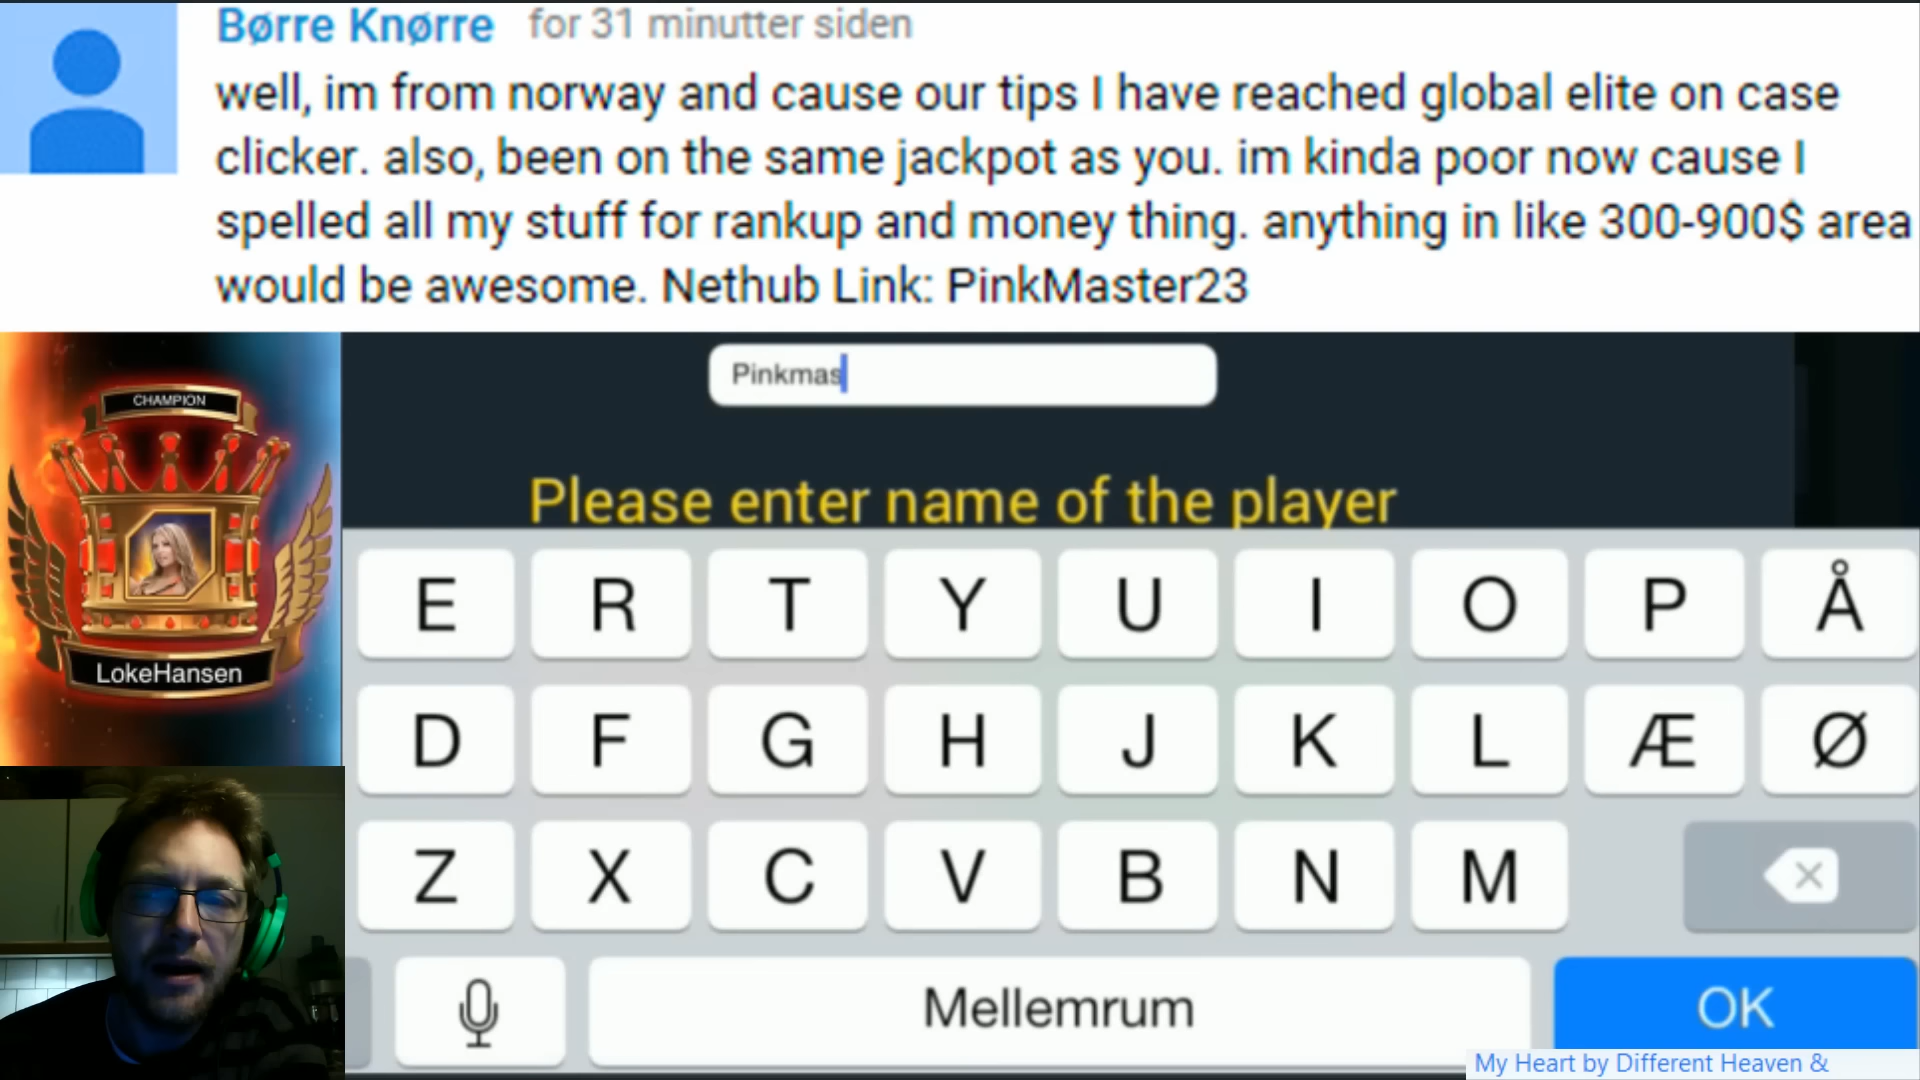 Børre Knørre for 31 minutter siden
well, im from norway and cause our tips I have reached global elite on case
clicker. also, been on the same jackpot as you. im kinda poor now cause I
spelled all my stuff for rankup and money thing. anything in like 300-900$ area
would be awesome. Nethub Link: PinkMaster23
Pinkmas
CHAMPION
Please enter name of the player
E R T Y U I O P Å
LokeHansen
D F G H J K L Æ Ø
Z X C V B N M
Mellemrum OK
My Heart by Different Heaven &